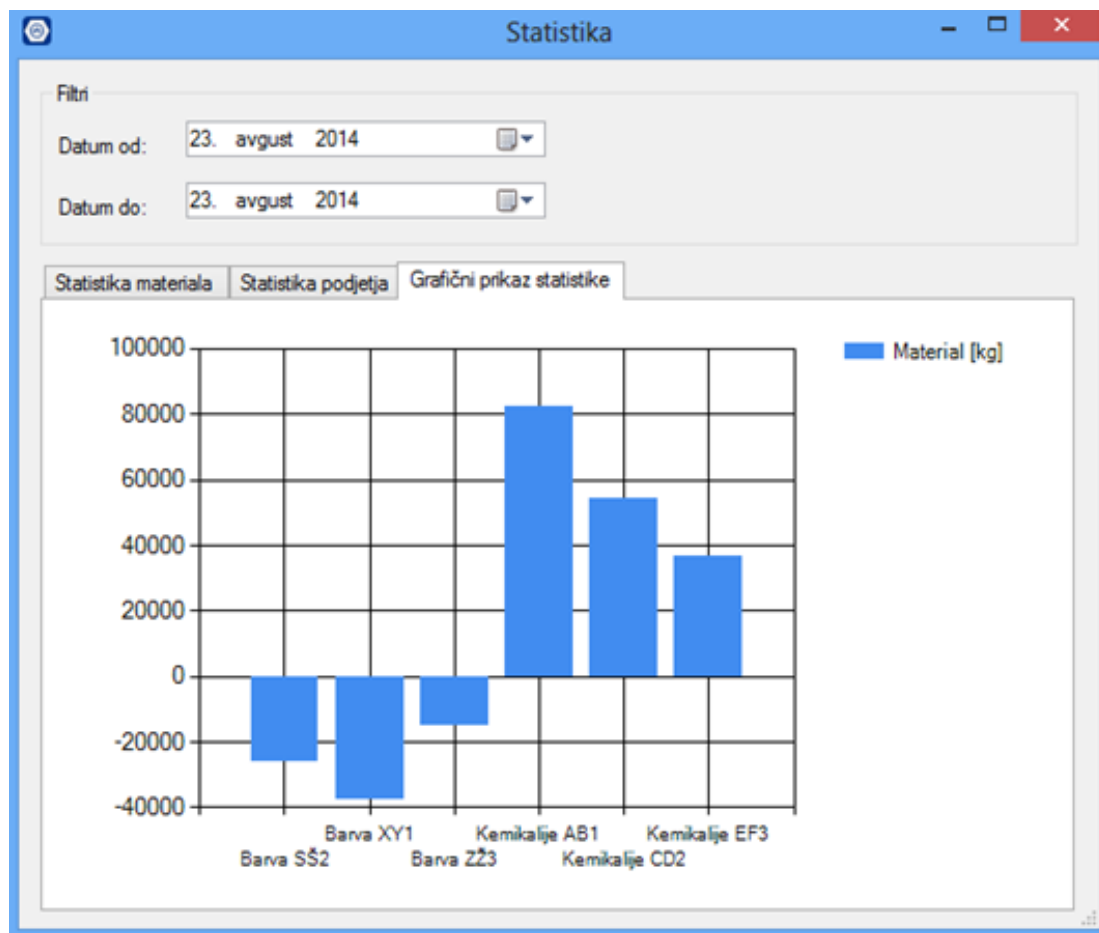 Statistika
Filtri
Datum od: 23. avgust 2014
Datum do: 23. avgust 2014
Statistika materiala Statistika podjetja Grafični prikaz statistike
Material [kg]
100000
80000
60000
40000
20000
0
-20000
-40000
Barva XY1 Kemikalije AB1 Kemikalije EF3
Barva SŠ2 Barva ZŽ3 Kemikalije CD2